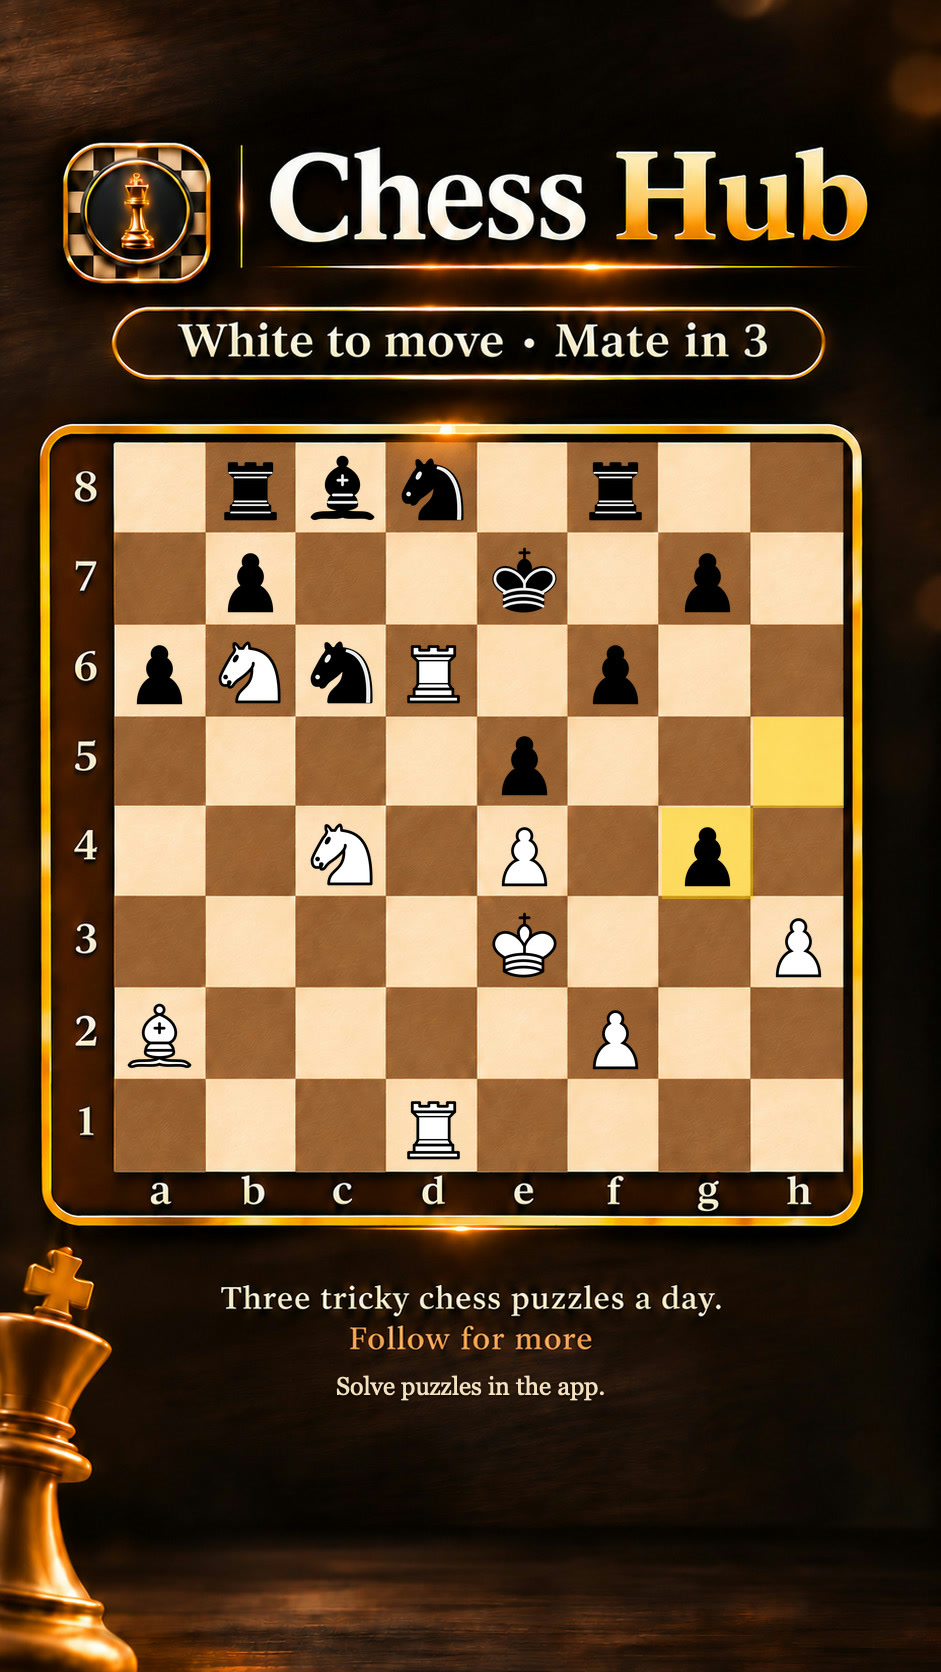 Chess Hub
White to move • Mate in 3
8
7
6
5
4
3
2
1
a b c d e f g h
Three tricky chess puzzles a day.
Follow for more
Solve puzzles in the app.